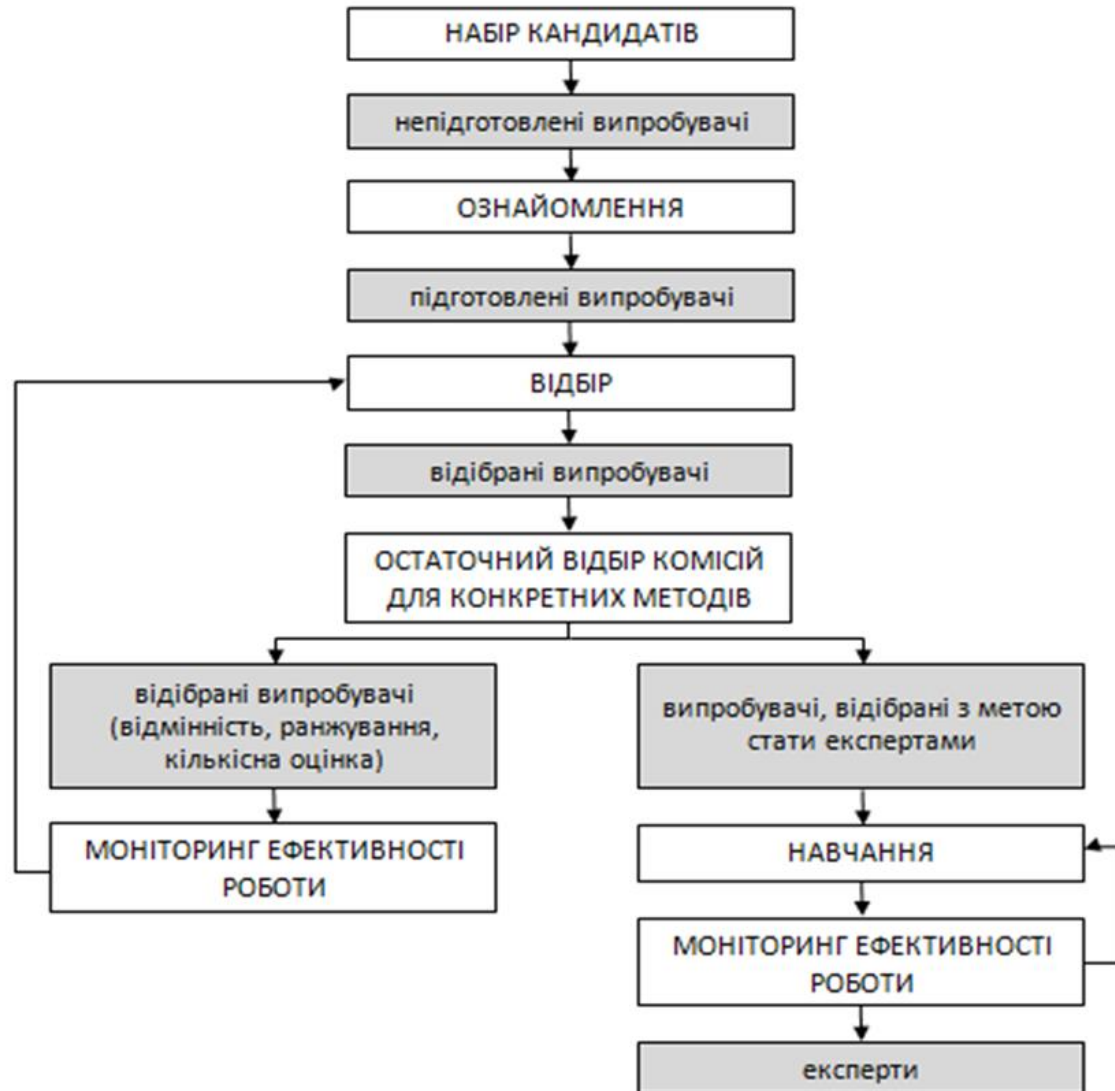 НАБІР КАНДИДАТІВ
непідготовлені випробувачі
ОЗНАЙОМЛЕННЯ
підготовлені випробувачі
ВІДБІР
відібрані випробувачі
ОСТАТОЧНИЙ ВІДБІР КОМІСІЙ
ДЛЯ КОНКРЕТНИХ МЕТОДІВ
відібрані випробувачі
(відмінність, ранжування,
кількісна оцінка)
МОНІТОРИНГ ЕФЕКТИВНОСТІ
РОБОТИ
випробувачі, відібрані з метою
стати експертами
НАВЧАННЯ
МОНІТОРИНГ ЕФЕКТИВНОСТІ
РОБОТИ
експерти